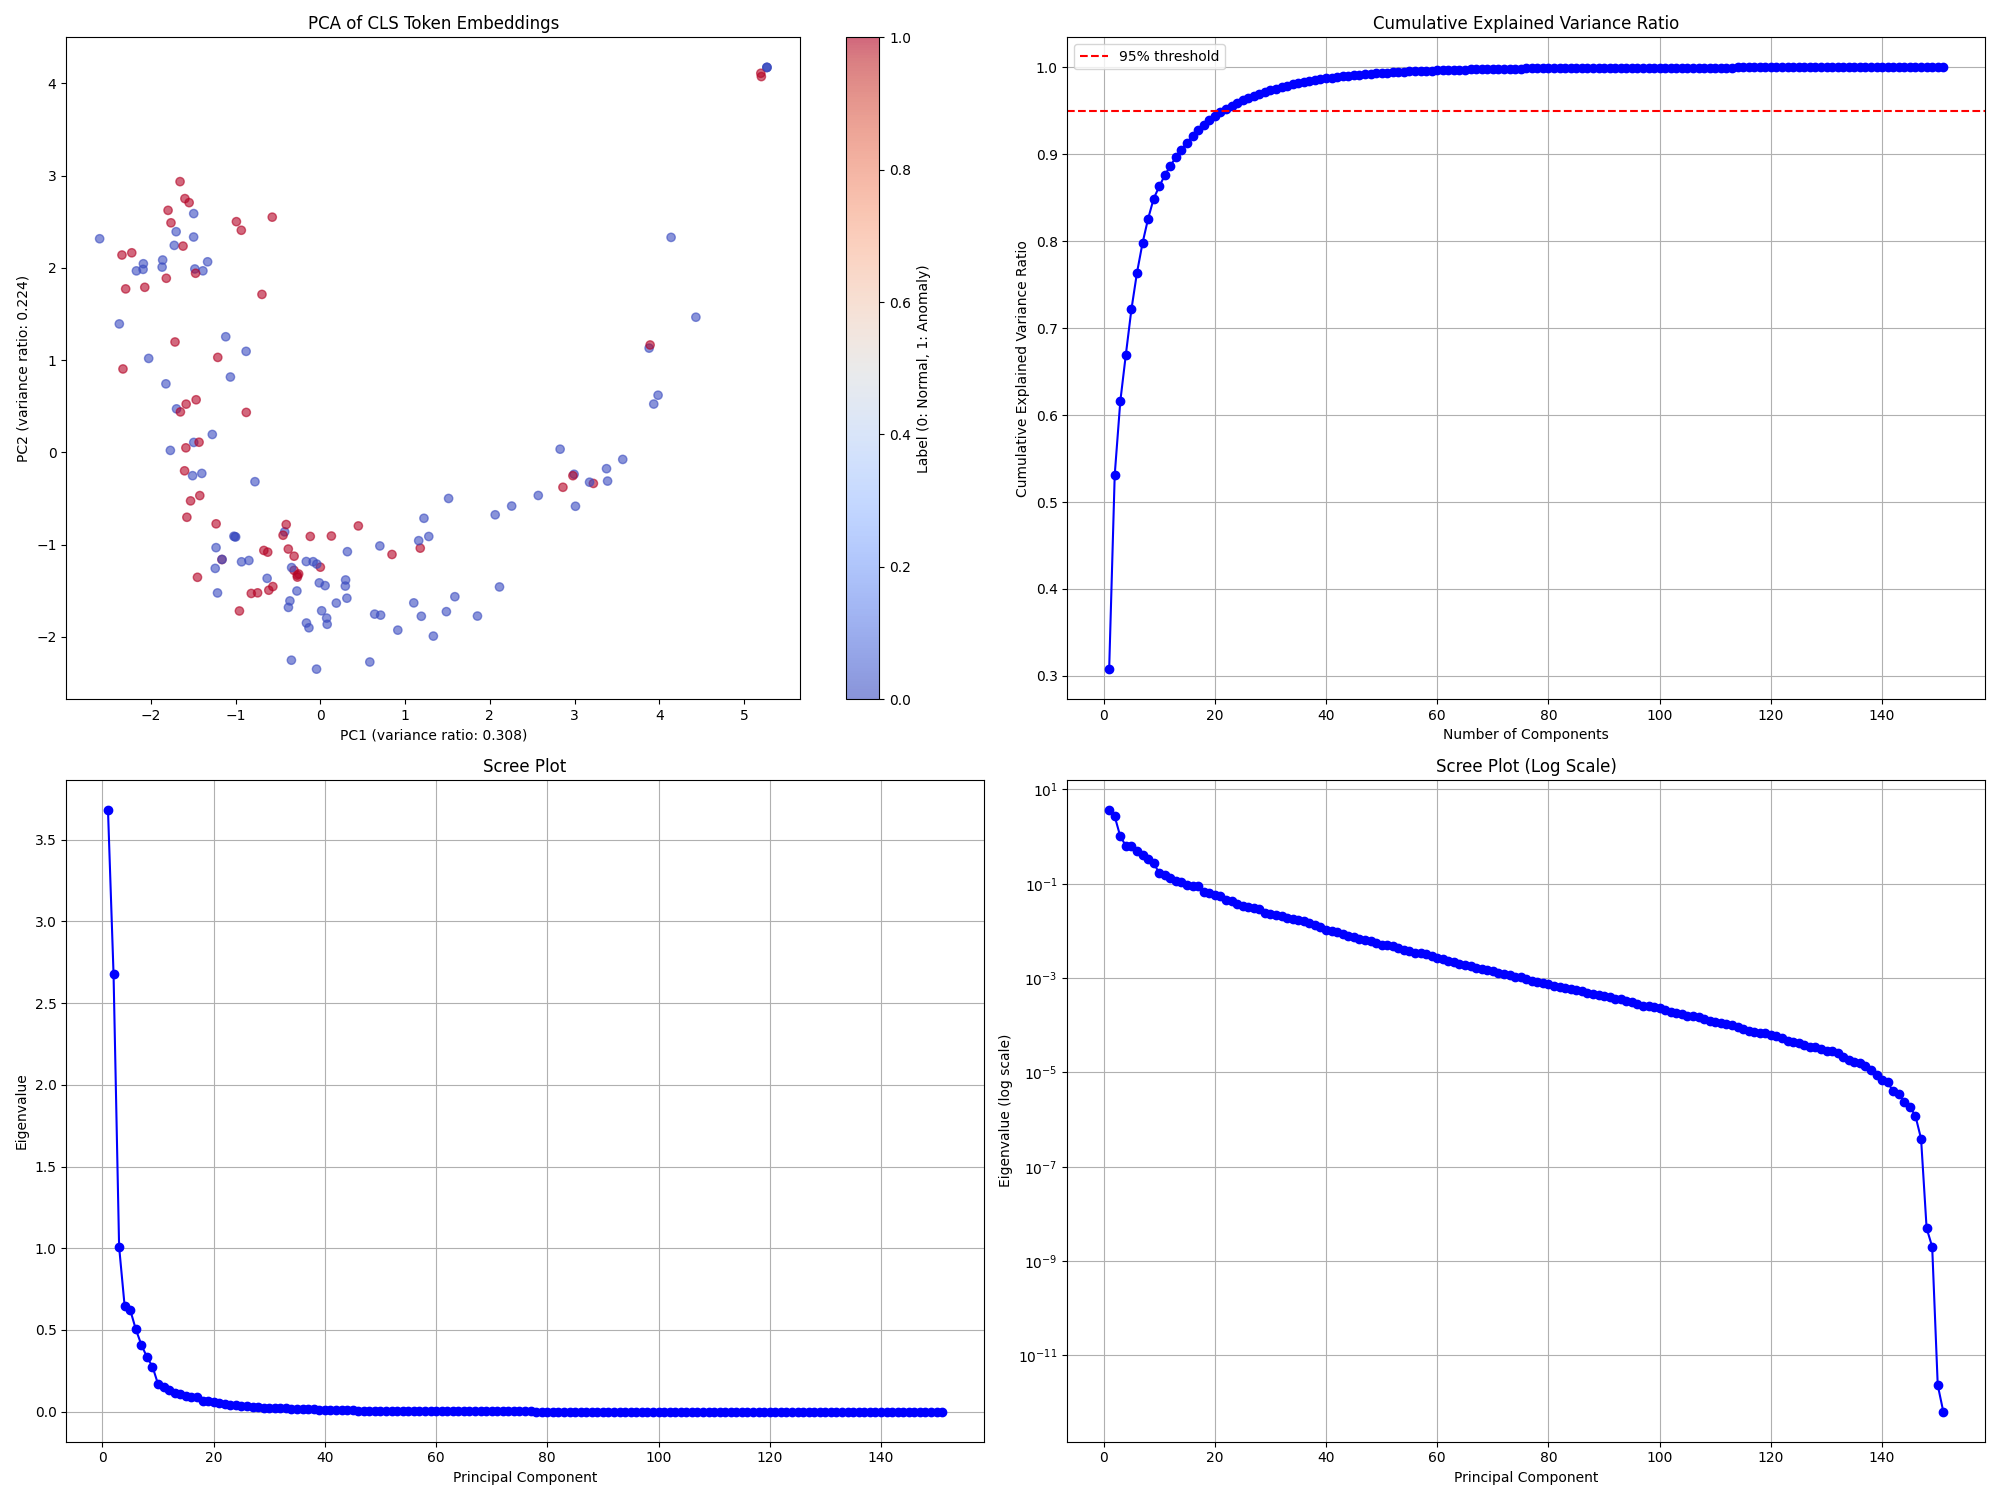 PCA of CLS Token Embeddings
4
3
2
1
0
−1
−2
PC2 (variance ratio: 0.224)
−2 −1 0 1 2 3 4 5
PC1 (variance ratio: 0.308)
1.0
0.8
0.6
0.4
0.2
0.0
Label (0: Normal, 1: Anomaly)
Cumulative Explained Variance Ratio
95% threshold
1.0
0.9
0.8
0.7
0.6
0.5
0.4
0.3
Cumulative Explained Variance Ratio
0 20 40 60 80 100 120 140
Number of Components
Scree Plot
3.5
3.0
2.5
2.0
1.5
1.0
0.5
0.0
Eigenvalue
0 20 40 60 80 100 120 140
Principal Component
Scree Plot (Log Scale)
10¹
10⁻¹
10⁻³
10⁻⁵
10⁻⁷
10⁻⁹
10⁻¹¹
Eigenvalue (log scale)
0 20 40 60 80 100 120 140
Principal Component